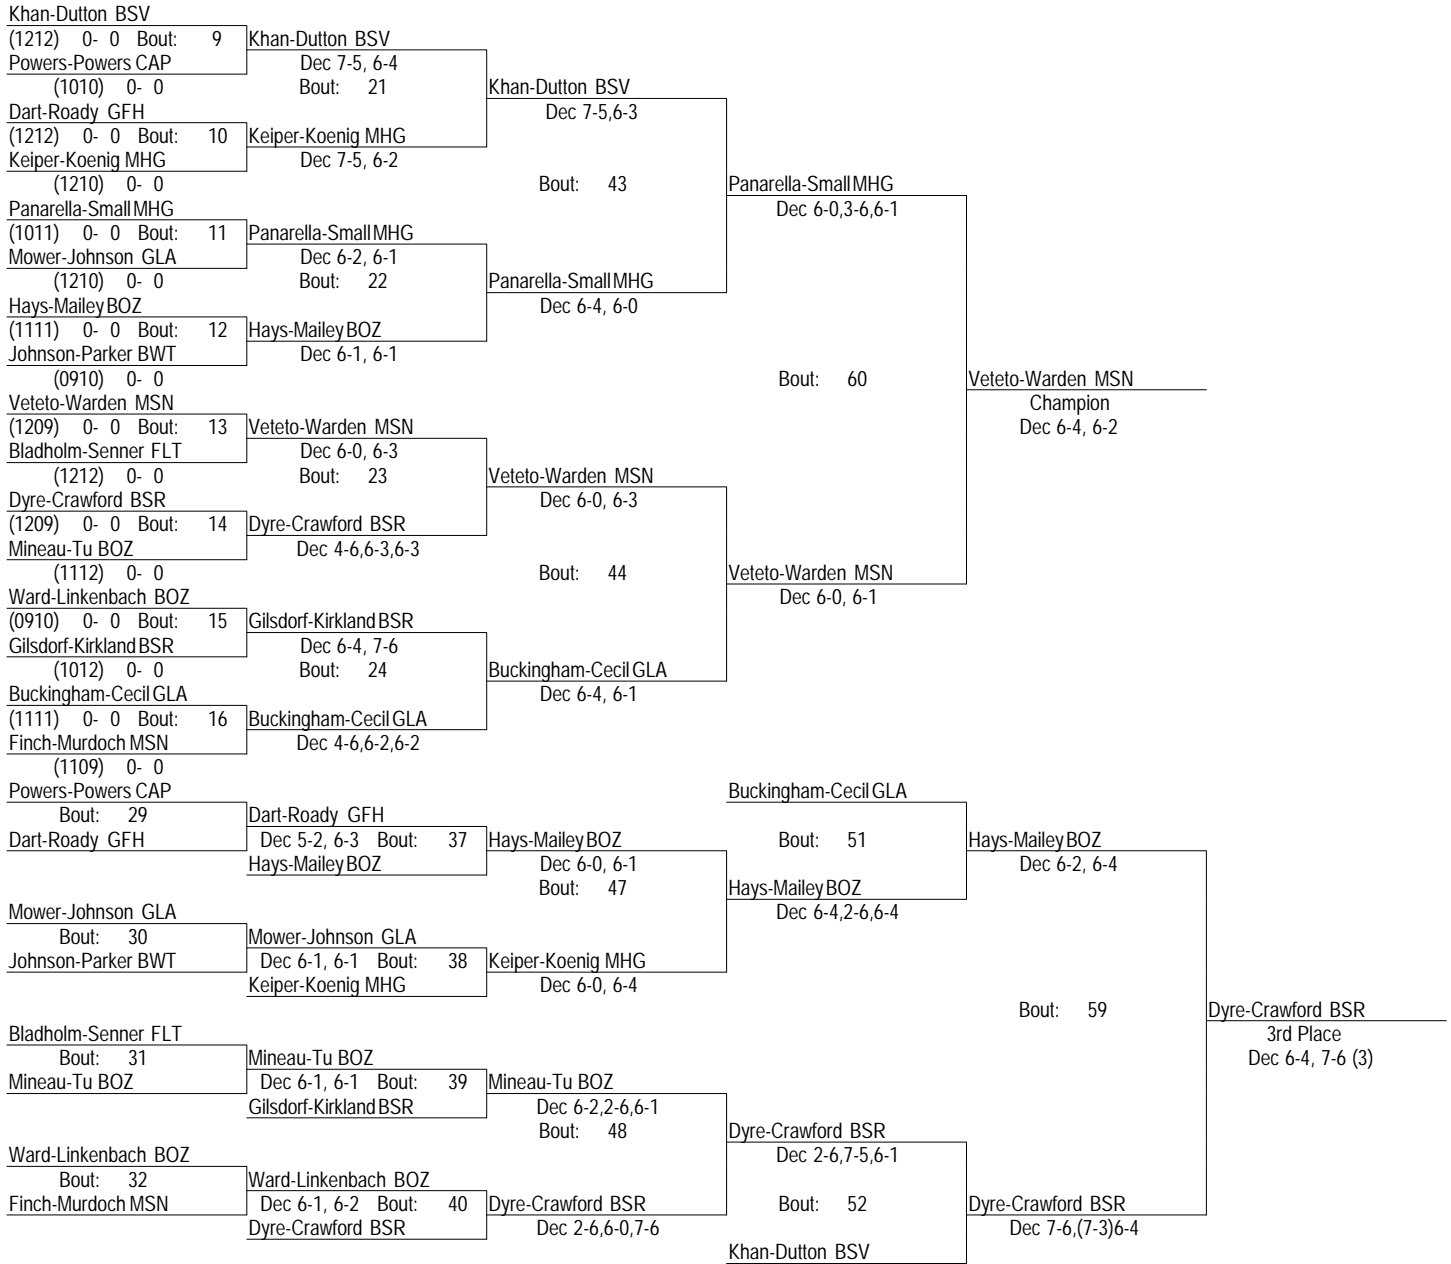 Khan-Dutton BSV
(1212) 0- 0 Bout: 9 Khan-Dutton BSV
Powers-Powers CAP Dec 7-5, 6-4
(1010) 0- 0 Bout: 21 Khan-Dutton BSV
Dart-Roady GFH Dec 7-5,6-3
(1212) 0- 0 Bout: 10 Keiper-Koenig MHG
Keiper-Koenig MHG Dec 7-5, 6-2
(1210) 0- 0 Bout: 43 Panarella-Small MHG
Panarella-Small MHG Dec 6-0,3-6,6-1
(1011) 0- 0 Bout: 11 Panarella-Small MHG
Mower-Johnson GLA Dec 6-2, 6-1
(1210) 0- 0 Bout: 22 Panarella-Small MHG
Hays-Mailey BOZ Dec 6-4, 6-0
(1111) 0- 0 Bout: 12 Hays-Mailey BOZ
Johnson-Parker BWT Dec 6-1, 6-1
(0910) 0- 0 Bout: 60 Veteto-Warden MSN
Veteto-Warden MSN Champion
(1209) 0- 0 Bout: 13 Veteto-Warden MSN Dec 6-4, 6-2
Bladholm-Senner FLT Dec 6-0, 6-3
(1212) 0- 0 Bout: 23 Veteto-Warden MSN
Dyre-Crawford BSR Dec 6-0, 6-3
(1209) 0- 0 Bout: 14 Dyre-Crawford BSR
Mineau-Tu BOZ Dec 4-6,6-3,6-3
(1112) 0- 0 Bout: 44 Veteto-Warden MSN
Ward-Linkenbach BOZ Dec 6-0, 6-1
(0910) 0- 0 Bout: 15 Gilsdorf-Kirkland BSR
Gilsdorf-Kirkland BSR Dec 6-4, 7-6
(1012) 0- 0 Bout: 24 Buckingham-Cecil GLA
Buckingham-Cecil GLA Dec 6-4, 6-1
(1111) 0- 0 Bout: 16 Buckingham-Cecil GLA
Finch-Murdoch MSN Dec 4-6,6-2,6-2
(1109) 0- 0
Powers-Powers CAP Buckingham-Cecil GLA
Bout: 29 Dart-Roady GFH
Dart-Roady GFH Dec 5-2, 6-3 Bout: 37 Hays-Mailey BOZ Bout: 51 Hays-Mailey BOZ
Hays-Mailey BOZ Dec 6-0, 6-1 Dec 6-2, 6-4
Bout: 47 Hays-Mailey BOZ
Mower-Johnson GLA Dec 6-4,2-6,6-4
Bout: 30 Mower-Johnson GLA
Johnson-Parker BWT Dec 6-1, 6-1 Bout: 38 Keiper-Koenig MHG
Keiper-Koenig MHG Dec 6-0, 6-4
Bout: 59 Dyre-Crawford BSR
Bladholm-Senner FLT 3rd Place
Bout: 31 Mineau-Tu BOZ Dec 6-4, 7-6 (3)
Mineau-Tu BOZ Dec 6-1, 6-1 Bout: 39 Mineau-Tu BOZ
Gilsdorf-Kirkland BSR Dec 6-2,2-6,6-1
Bout: 48 Dyre-Crawford BSR
Ward-Linkenbach BOZ Dec 2-6,7-5,6-1
Bout: 32 Ward-Linkenbach BOZ
Finch-Murdoch MSN Dec 6-1, 6-2 Bout: 40 Dyre-Crawford BSR Bout: 52 Dyre-Crawford BSR
Dyre-Crawford BSR Dec 2-6,6-0,7-6 Dec 7-6,(7-3)6-4
Khan-Dutton BSV